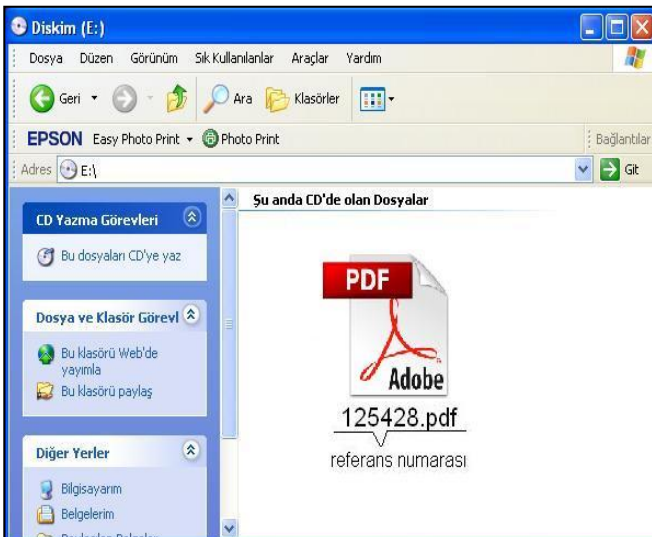 Diskim (E:)
Dosya Düzen Görünüm Sık Kullanılanlar Araçlar Yardım
Geri Ara Klasörler
EPSON Easy Photo Print Photo Print Bağlantılar
Adres E:\ Git
CD Yazma Görevleri
Bu dosyaları CD'ye yaz
Dosya ve Klasör Görevl
Bu klasörü Web'de
yayımla
Bu klasörü paylaş
Diğer Yerler
Bilgisayarım
Belgelerim
Şu anda CD'de olan Dosyalar
PDF
Adobe
125428.pdf
referans numarası